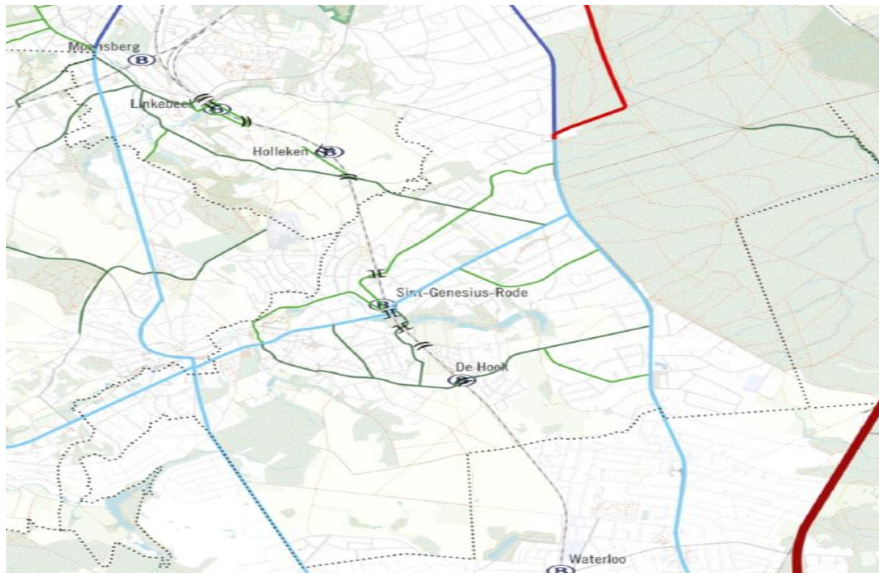 Moensberg
B
Linkebeek
B
Holleken
B
Sint-Genesius-Rode
B
De Hoek
B
Waterloo
B